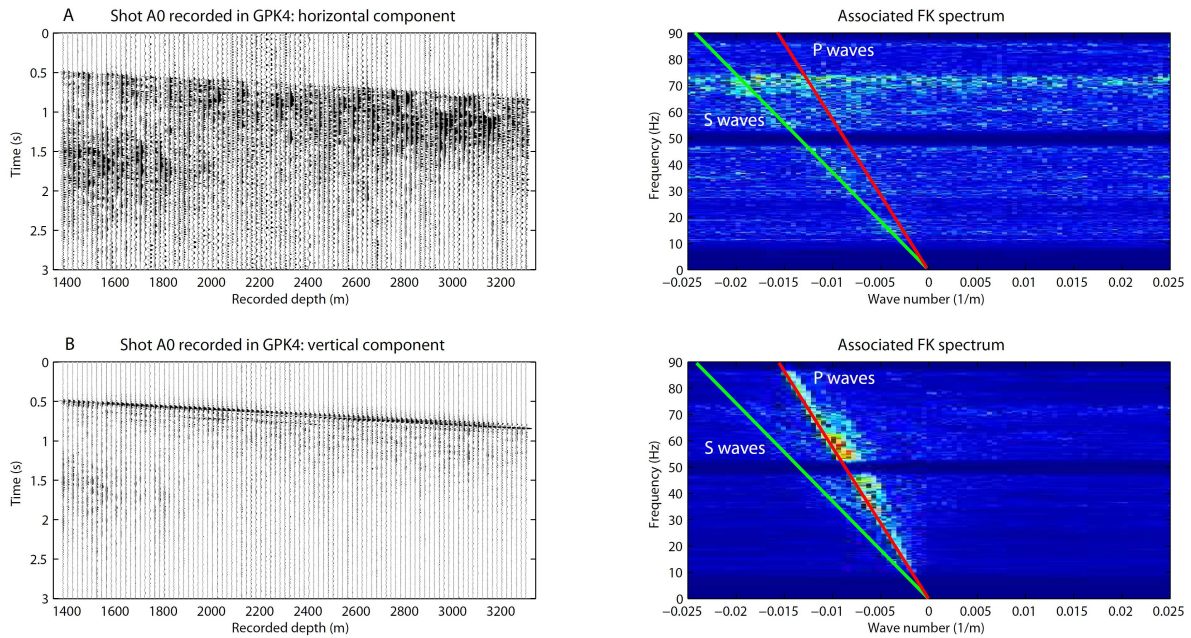 A
Shot A0 recorded in GPK4: horizontal component
0
0.5
1
1.5
2
2.5
3
Time (s)
1400 1600 1800 2000 2200 2400 2600 2800 3000 3200
Recorded depth (m)
Associated FK spectrum
90
80
70
60
50
40
30
20
10
0
Frequency (Hz)
P waves
S waves
−0.025 −0.02 −0.015 −0.01 −0.005 0 0.005 0.01 0.015 0.02 0.025
Wave number (1/m)
B
Shot A0 recorded in GPK4: vertical component
0
0.5
1
1.5
2
2.5
3
Time (s)
1400 1600 1800 2000 2200 2400 2600 2800 3000 3200
Recorded depth (m)
Associated FK spectrum
90
80
70
60
50
40
30
20
10
0
Frequency (Hz)
P waves
S waves
−0.025 −0.02 −0.015 −0.01 −0.005 0 0.005 0.01 0.015 0.02 0.025
Wave number (1/m)